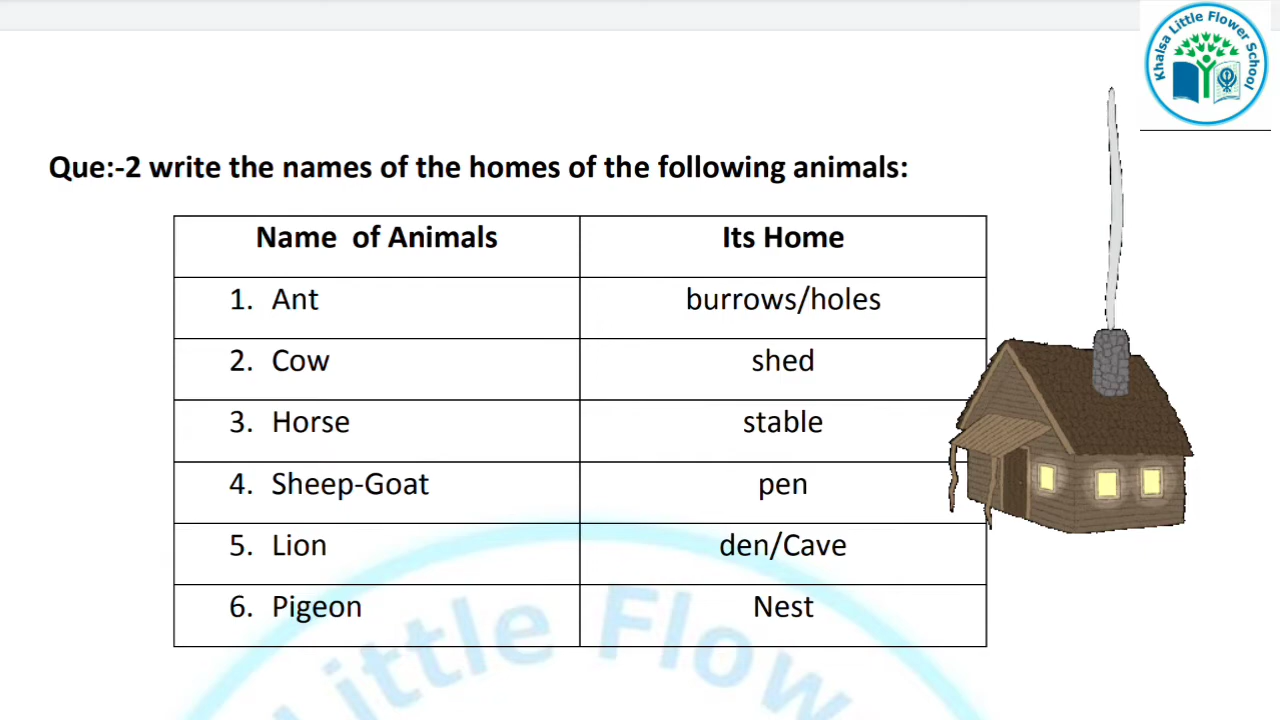 Khalsa Little Flower School
Que:-2 write the names of the homes of the following animals:
Name of Animals Its Home
1. Ant burrows/holes
2. Cow shed
3. Horse stable
4. Sheep-Goat pen
5. Lion den/Cave
6. Pigeon Nest
Little Flow